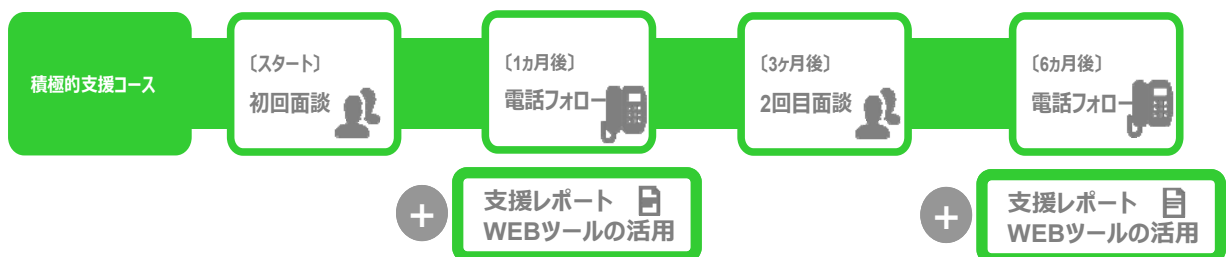 積極的支援コース
〔スタート〕
初回面談
〔1ヵ月後〕
電話フォロー
〔3ヶ月後〕
2回目面談
〔6ヵ月後〕
電話フォロー
+
支援レポート
WEBツールの活用
+
支援レポート
WEBツールの活用